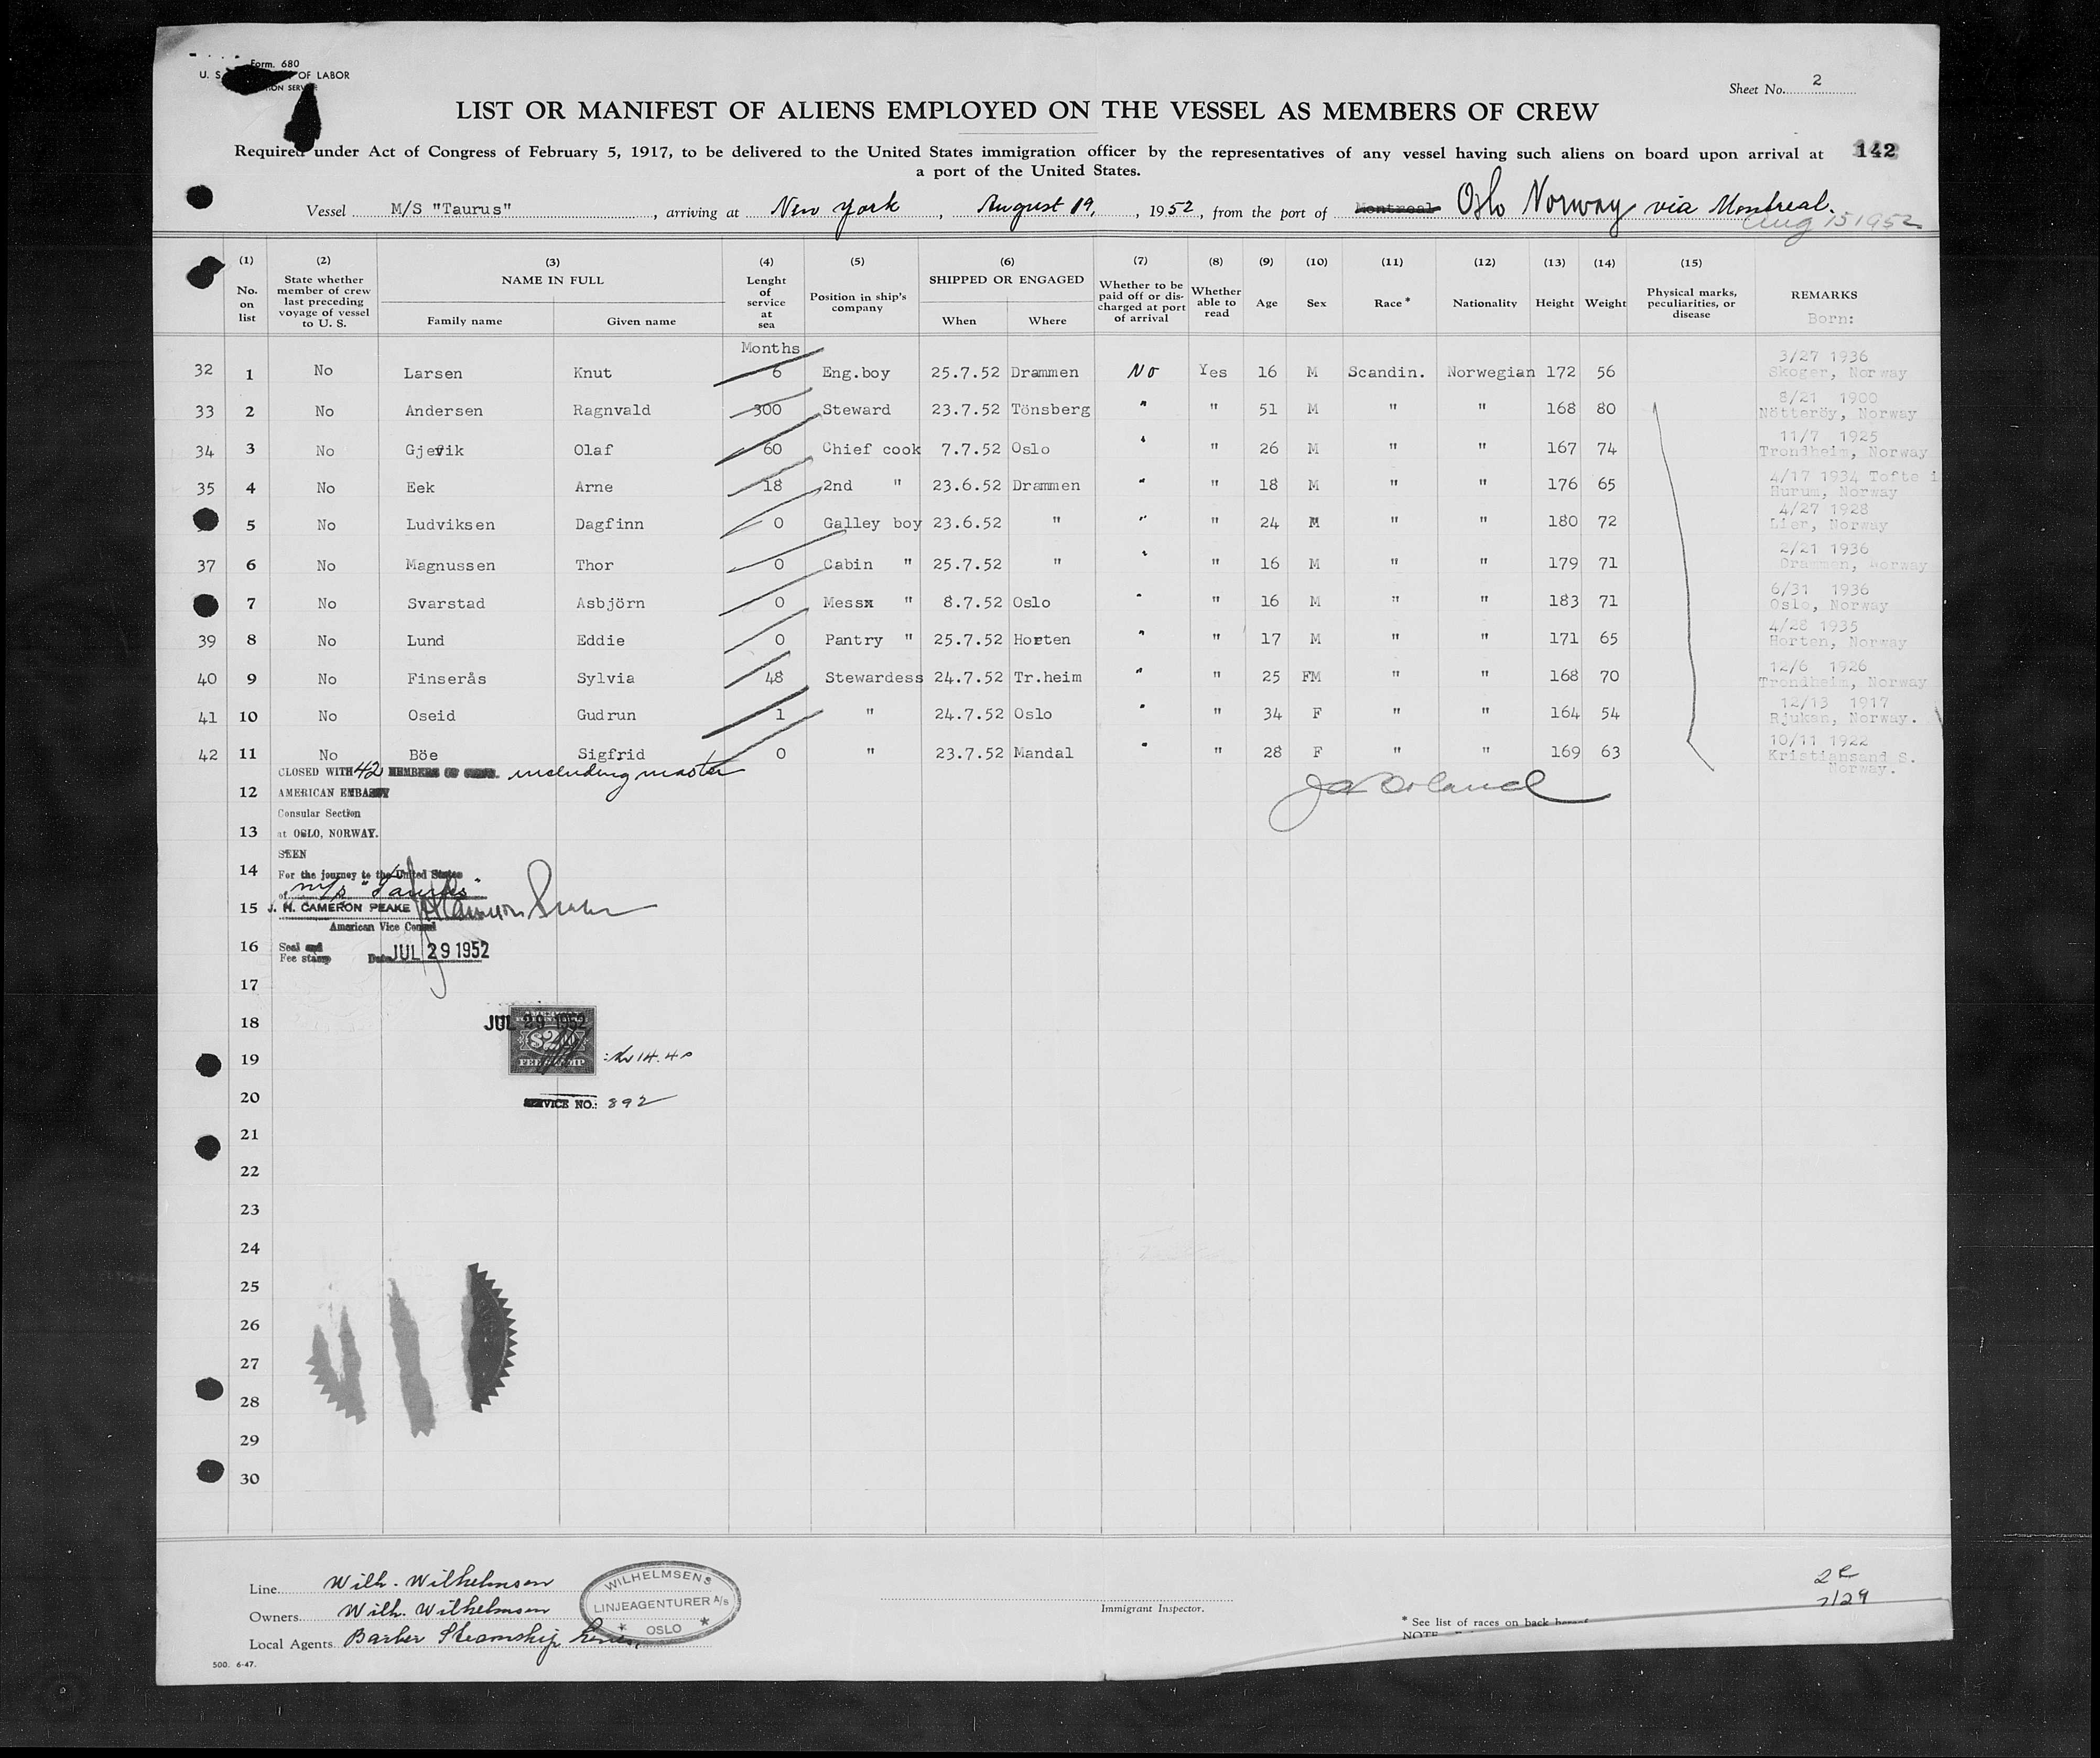 Form. 680
U. S. OF LABOR
Sheet No. 2
LIST OR MANIFEST OF ALIENS EMPLOYED ON THE VESSEL AS MEMBERS OF CREW
Required under Act of Congress of February 5, 1917, to be delivered to the United States immigration officer by the representatives of any vessel having such aliens on board upon arrival at 142
a port of the United States.
Vessel M/S "Taurus", arriving at New York, August 19, 1952, from the port of Montreal Oslo Norway via Montreal.
Aug 15 1952
(1) (2) (3) (4) (5) (6) (7) (8) (9) (10) (11) (12) (13) (14) (15)
No. on list State whether member of crew last preceding voyage of vessel to U. S. NAME IN FULL Family name Given name Lenght of service at sea Position in ship's company SHIPPED OR ENGAGED When Where Whether to be paid off or discharged at port of arrival Whether able to read Age Sex Race * Nationality Height Weight Physical marks, peculiarities, or disease REMARKS
Born:
Months
32 1 No Larsen Knut 6 Eng.boy 25.7.52 Drammen No Yes 16 M Scandin. Norwegian 172 56 3/27 1936 Skoger, Norway
33 2 No Andersen Ragnvald 300 Steward 23.7.52 Tönsberg " " 51 M " " 168 80 8/21 1900 Nötteröy, Norway
34 3 No Gjevik Olaf 60 Chief cook 7.7.52 Oslo " " 26 M " " 167 74 11/7 1925 Trondheim, Norway
35 4 No Eek Arne 18 2nd " 23.6.52 Drammen " " 18 M " " 176 65 4/17 1934 Tofte i Hurum, Norway
5 No Ludviksen Dagfinn 0 Galley boy 23.6.52 " " " 24 M " " 180 72 4/27 1928 Lier, Norway
37 6 No Magnussen Thor 0 Cabin " 25.7.52 " " " 16 M " " 179 71 2/21 1936 Drammen, Norway
7 No Svarstad Asbjörn 0 Messx " 8.7.52 Oslo " " 16 M " " 183 71 6/31 1936 Oslo, Norway
39 8 No Lund Eddie 0 Pantry " 25.7.52 Horten " " 17 M " " 171 65 4/28 1935 Horten, Norway
40 9 No Finserås Sylvia 48 Stewardess 24.7.52 Tr.heim " " 25 FM " " 168 70 12/6 1926 Trondheim, Norway
41 10 No Oseid Gudrun 1 " 24.7.52 Oslo " " 34 F " " 164 54 12/13 1917 Rjukan, Norway.
42 11 No Böe Sigfrid 0 " 23.7.52 Mandal " " 28 F " " 169 63 10/11 1922 Kristiansand S. Norway.
CLOSED WITH 42 MEMBERS OF CREW. including master
12 AMERICAN EMBASSY
Consular Section
13 at OSLO, NORWAY.
SEEN
14 For the journey to the United States
of m/s "Taurus"
15 J. H. CAMERON PEAKE
American Vice Consul
16 Seal and
Fee stamp Date JUL 29 1952
17
18 JUL 29 1952
19 FEE STAMP 14.40
20 SERVICE NO.: 892
21
22
23
24
25
26
27
28
29
30
Line Wilh. Wilhelmsen
Owners Wilh. Wilhelmsen
Local Agents. Barber Steamship Lines,
WILHELMSENS
LINJEAGENTURER A/S
* OSLO *
Immigrant Inspector.
7/29
* See list of races on back hereof
NOTE
500. 6-47.